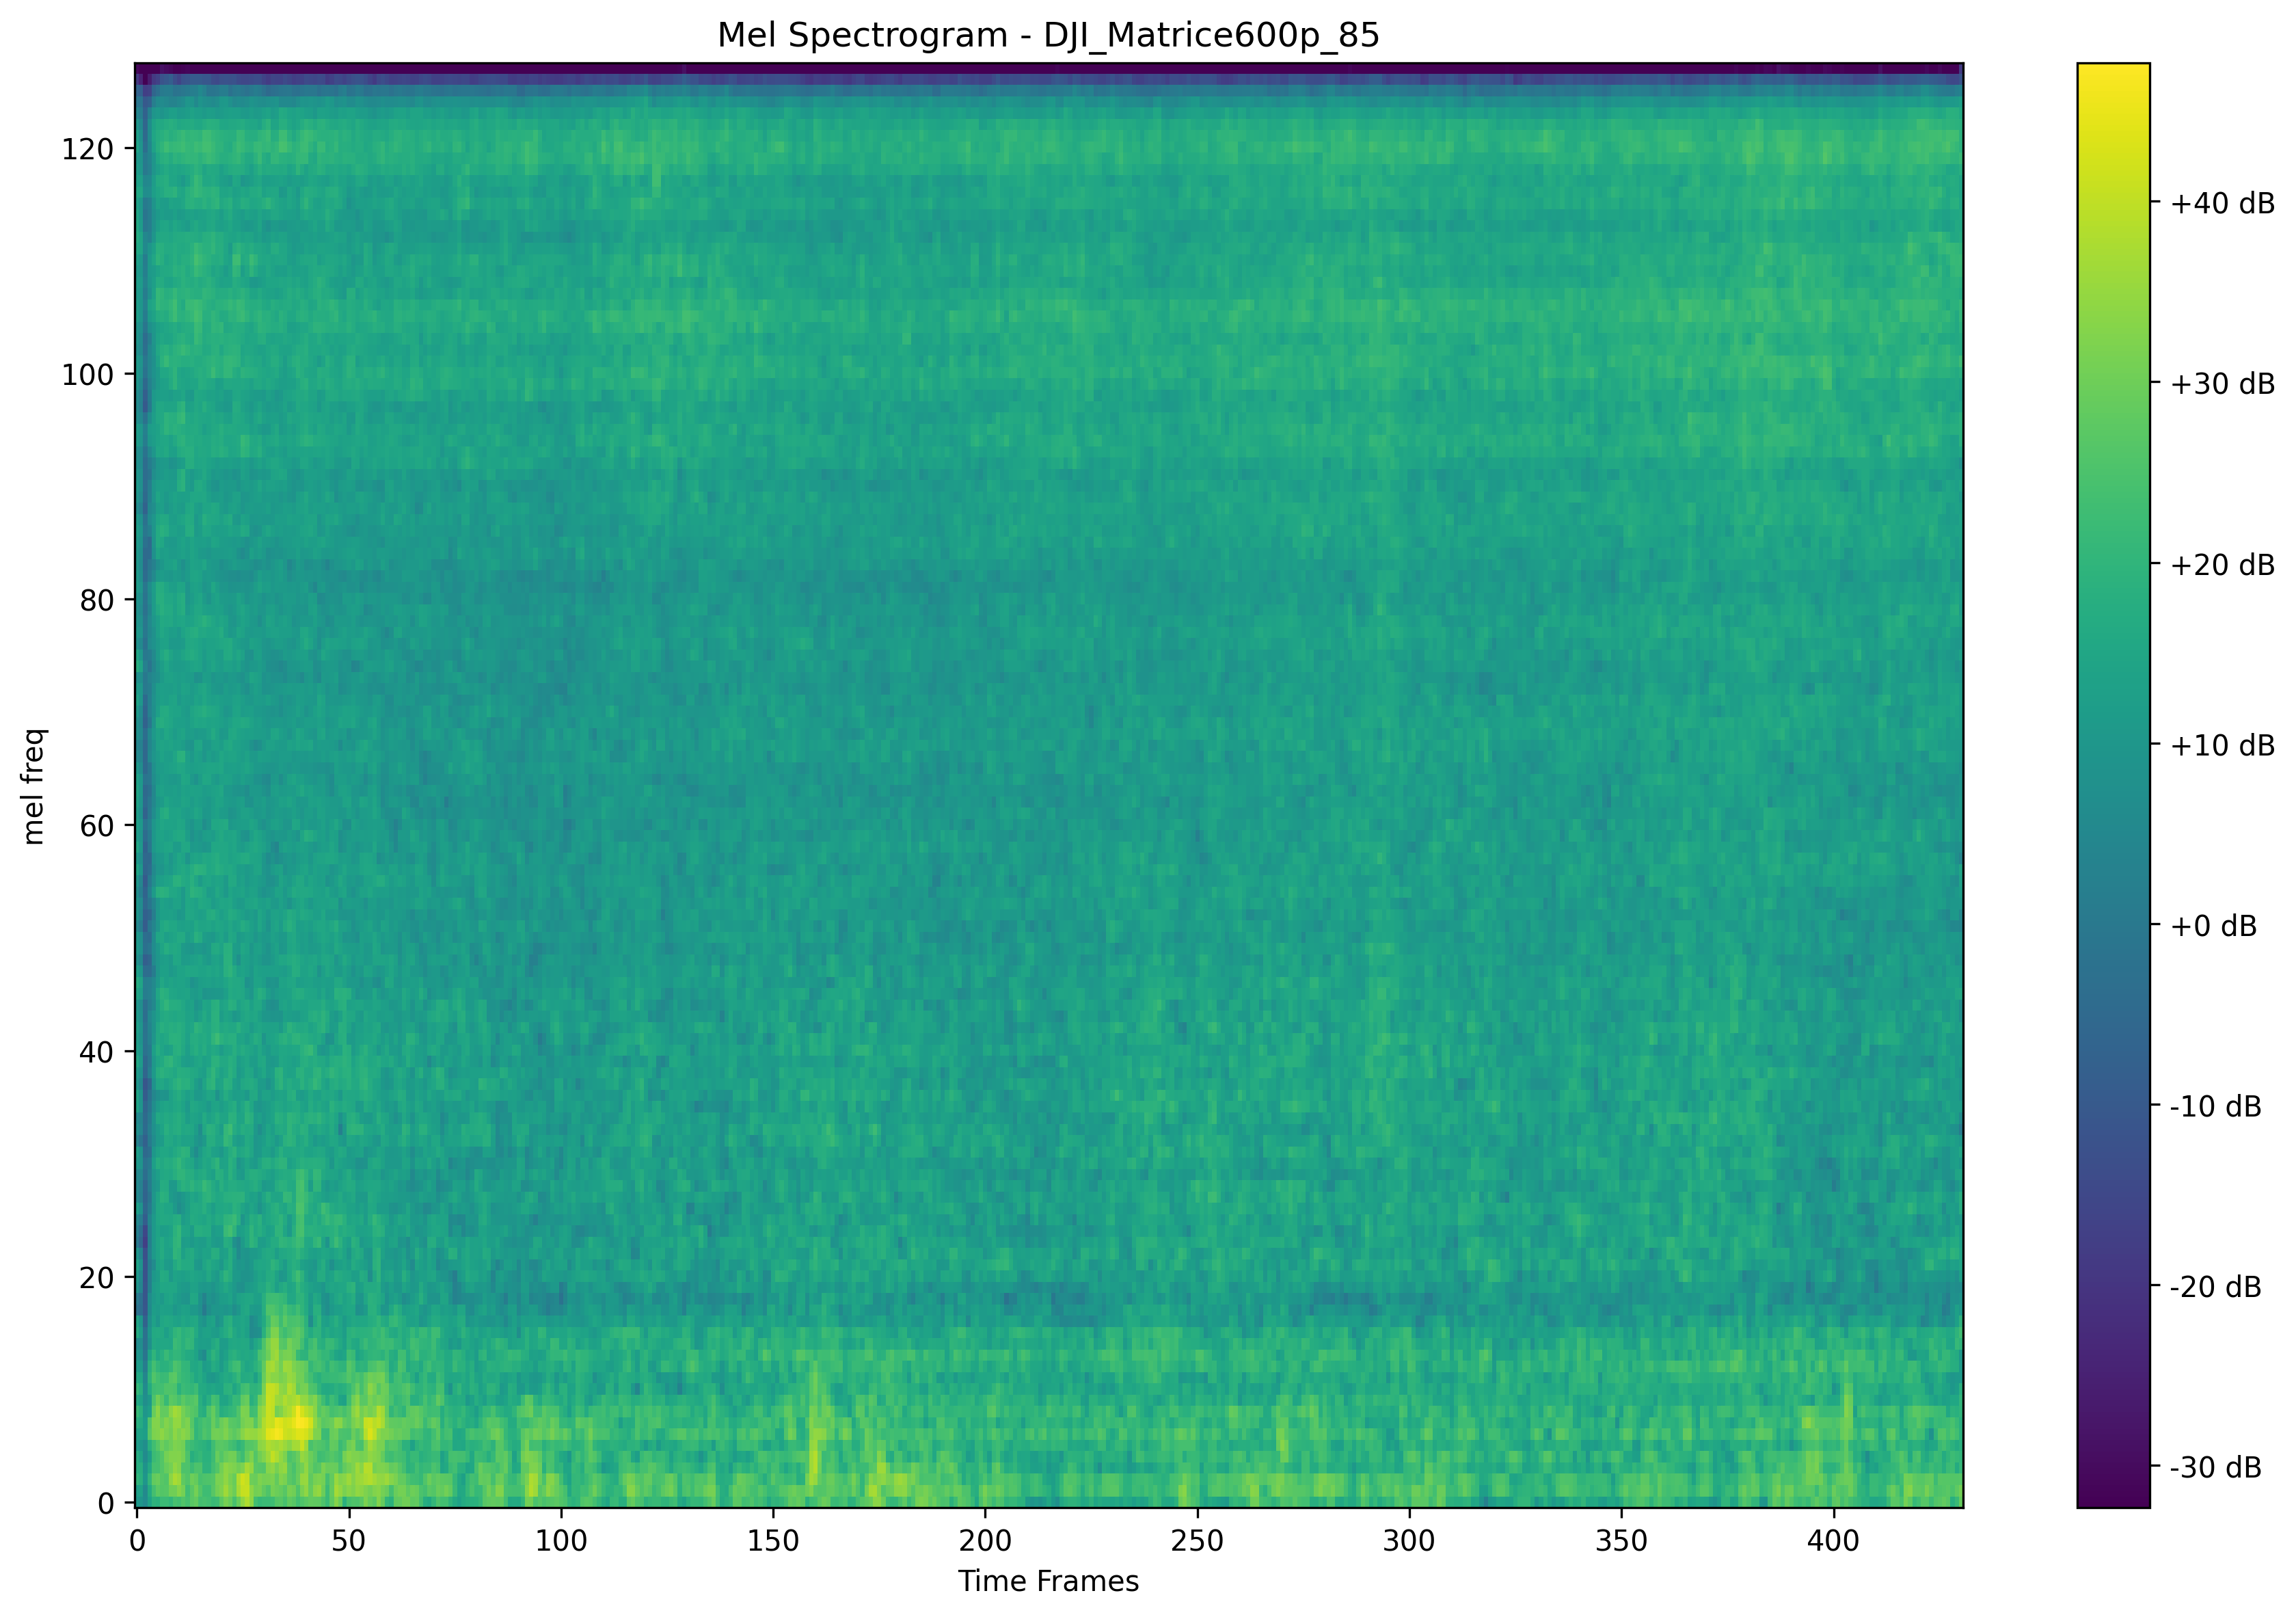 Mel Spectrogram - DJI_Matrice600p_85
mel freq
120
100
80
60
40
20
0
0 50 100 150 200 250 300 350 400
Time Frames
+40 dB
+30 dB
+20 dB
+10 dB
+0 dB
-10 dB
-20 dB
-30 dB